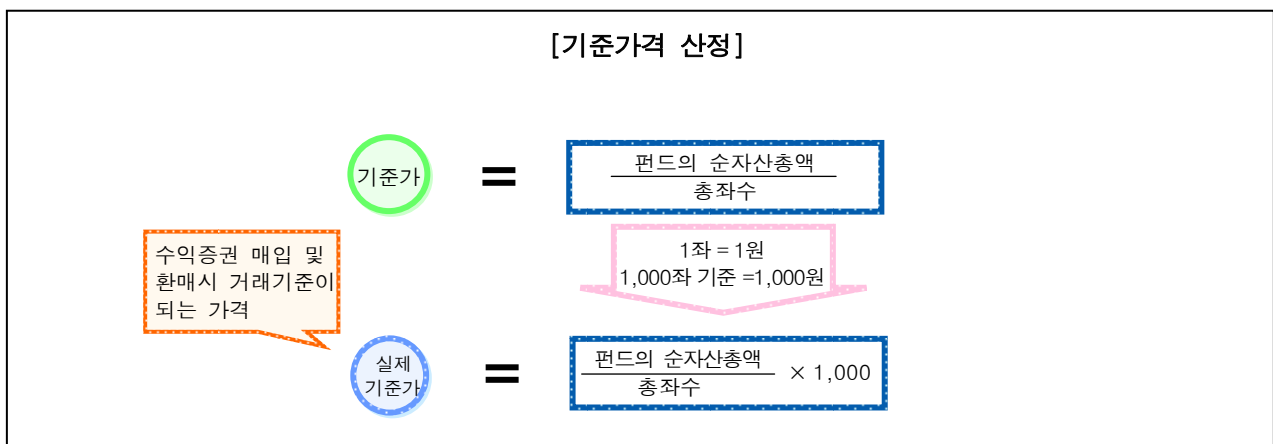 [기준가격 산정]
기준가
=
펀드의 순자산총액
총좌수
수익증권 매입 및
환매시 거래기준이
되는 가격
1좌 = 1원
1,000좌 기준 =1,000원
실제
기준가
=
펀드의 순자산총액
총좌수
× 1,000